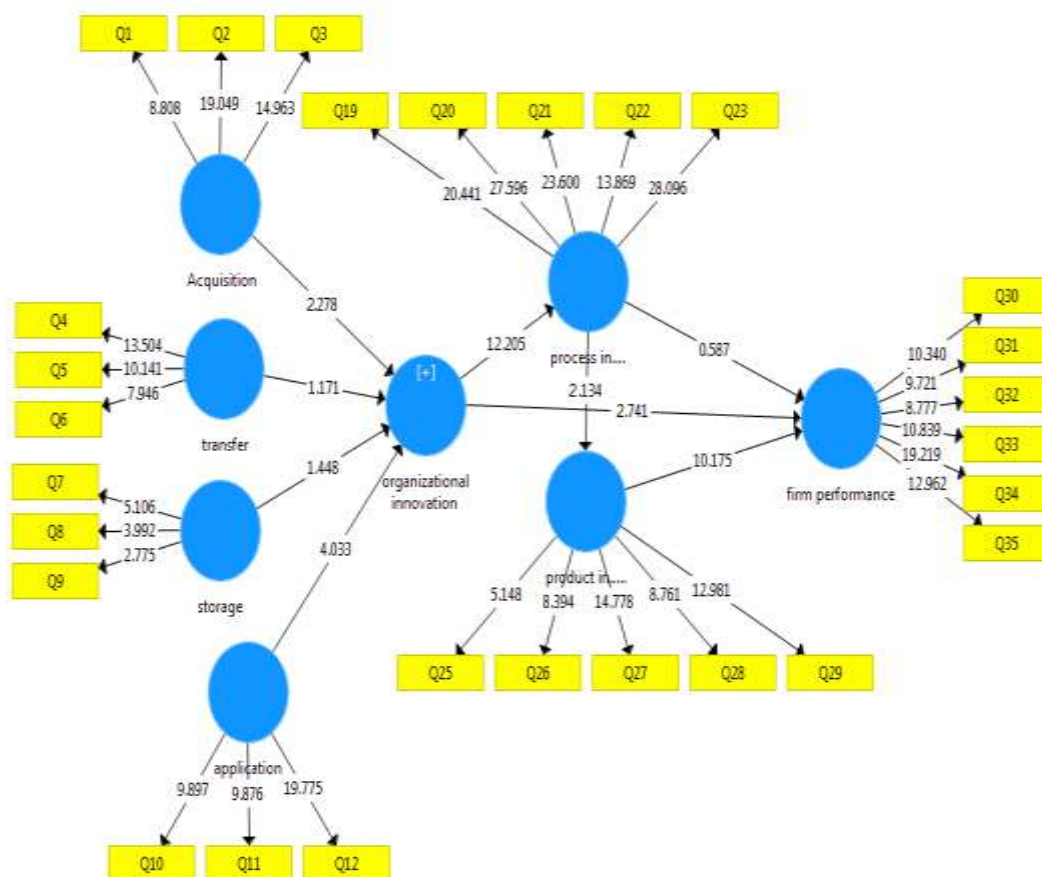 Q1
Q2
Q3
8.808
19.049
14.963
Acquisition
Q19
Q20
Q21
Q22
Q23
20.441
27.596
23.600
13.869
28.096
process in....
2.278
12.205
0.587
2.134
Q4
Q5
Q6
13.504
10.141
7.946
transfer
1.171
[+]
organizational
innovation
2.741
Q7
Q8
Q9
5.106
3.992
2.775
storage
1.448
4.033
10.175
product in.....
5.148
8.394
14.778
8.761
12.981
Q25
Q26
Q27
Q28
Q29
firm performance
10.340
9.721
8.777
10.839
19.219
12.962
Q30
Q31
Q32
Q33
Q34
Q35
application
9.897
9.876
19.775
Q10
Q11
Q12